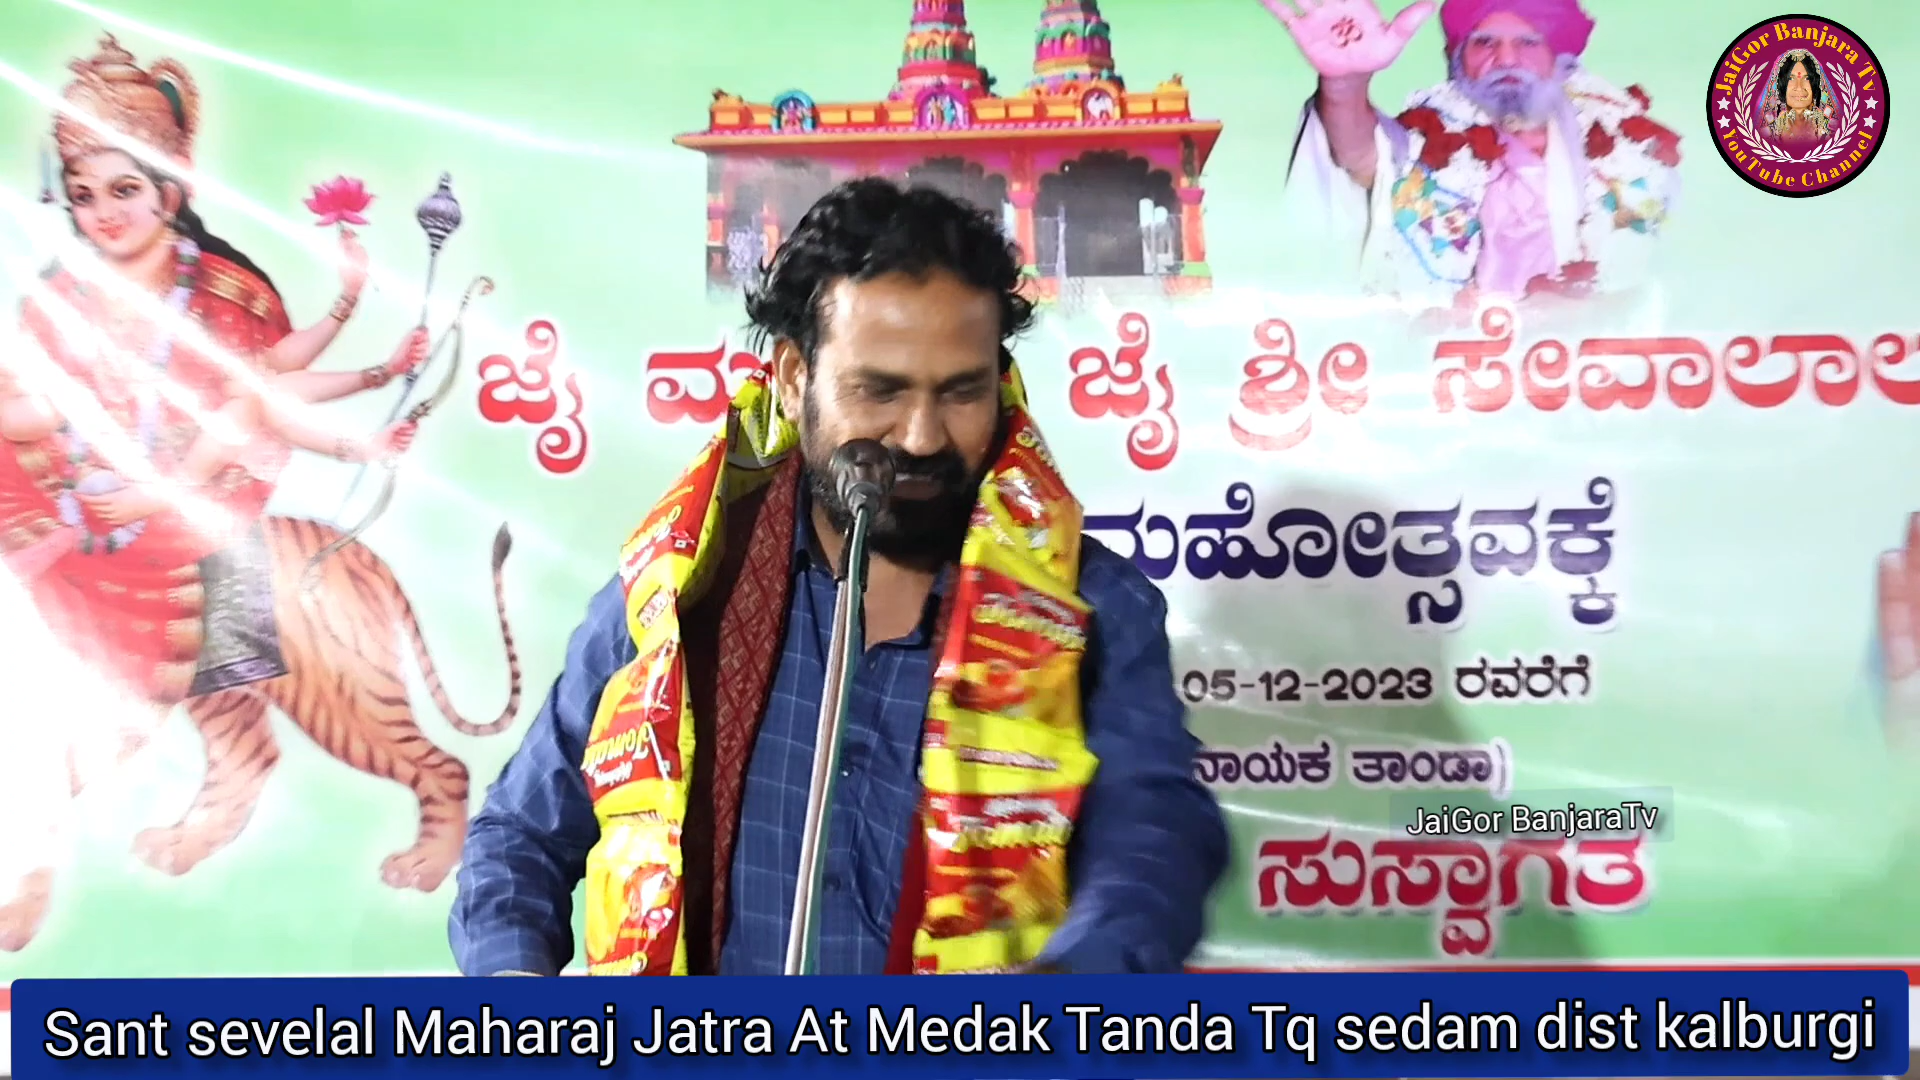 JaiGor Banjara Tv
YouTube Channel
ಜೈ ಜೈ ಶ್ರೀ ಸೇವಾಲಾಲ
ಮಹೋತ್ಸವಕ್ಕೆ
05-12-2023 ರವರೆಗೆ
ನಾಯಕ ತಾಂಡಾ)
JaiGor BanjaraTv
ಸುಸ್ವಾಗತ
Sant sevelal Maharaj Jatra At Medak Tanda Tq sedam dist kalburgi